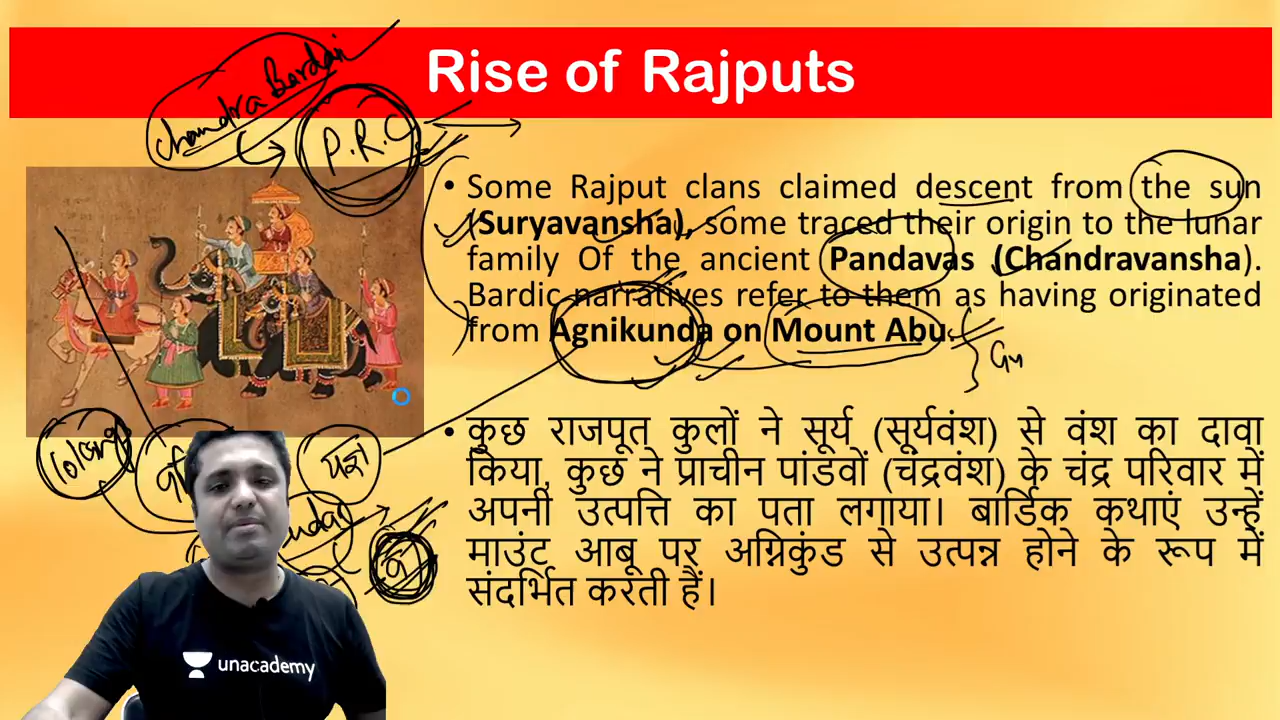 Rise of Rajputs
Chandra Bardai
P.R.C
• Some Rajput clans claimed descent from the sun
(Suryavansha), some traced their origin to the lunar
family Of the ancient Pandavas (Chandravansha).
Bardic narratives refer to them as having originated
from Agnikunda on Mount Abu.
• कुछ राजपूत कुलों ने सूर्य (सूर्यवंश) से वंश का दावा
किया, कुछ ने प्राचीन पांडवों (चंद्रवंश) के चंद्र परिवार में
अपनी उत्पत्ति का पता लगाया। बार्डिक कथाएं उन्हें
माउंट आबू पर अग्निकुंड से उत्पन्न होने के रूप में
संदर्भित करती हैं।
यज्ञ
unacademy